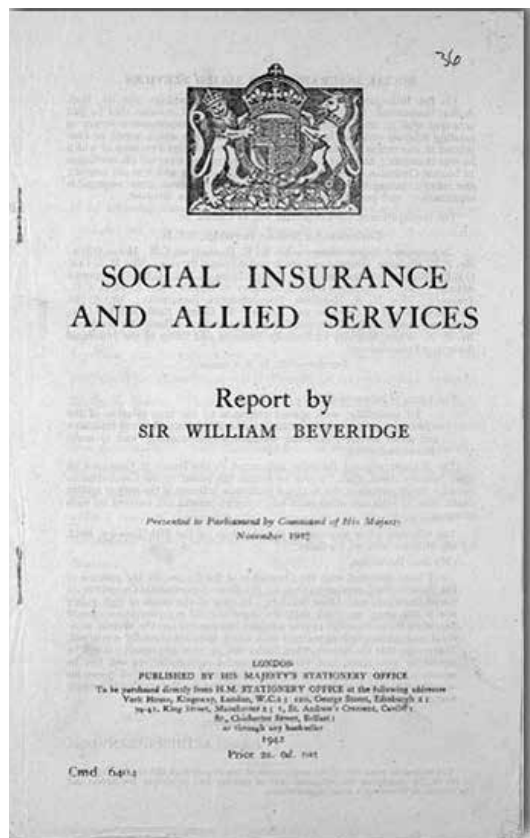 36
SOCIAL INSURANCE
AND ALLIED SERVICES
Report by
SIR WILLIAM BEVERIDGE
Presented to Parliament by Command of His Majesty
November 1942
LONDON
PUBLISHED BY HIS MAJESTY'S STATIONERY OFFICE
To be purchased directly from H.M. STATIONERY OFFICE at the following addresses
York House, Kingsway, London, W.C.2; 120, George Street, Edinburgh 2;
39-41, King Street, Manchester 2; 1, St. Andrew's Crescent, Cardiff;
80, Chichester Street, Belfast;
or through any bookseller
1942
Price 2s. 0d. net
Cmd. 6404